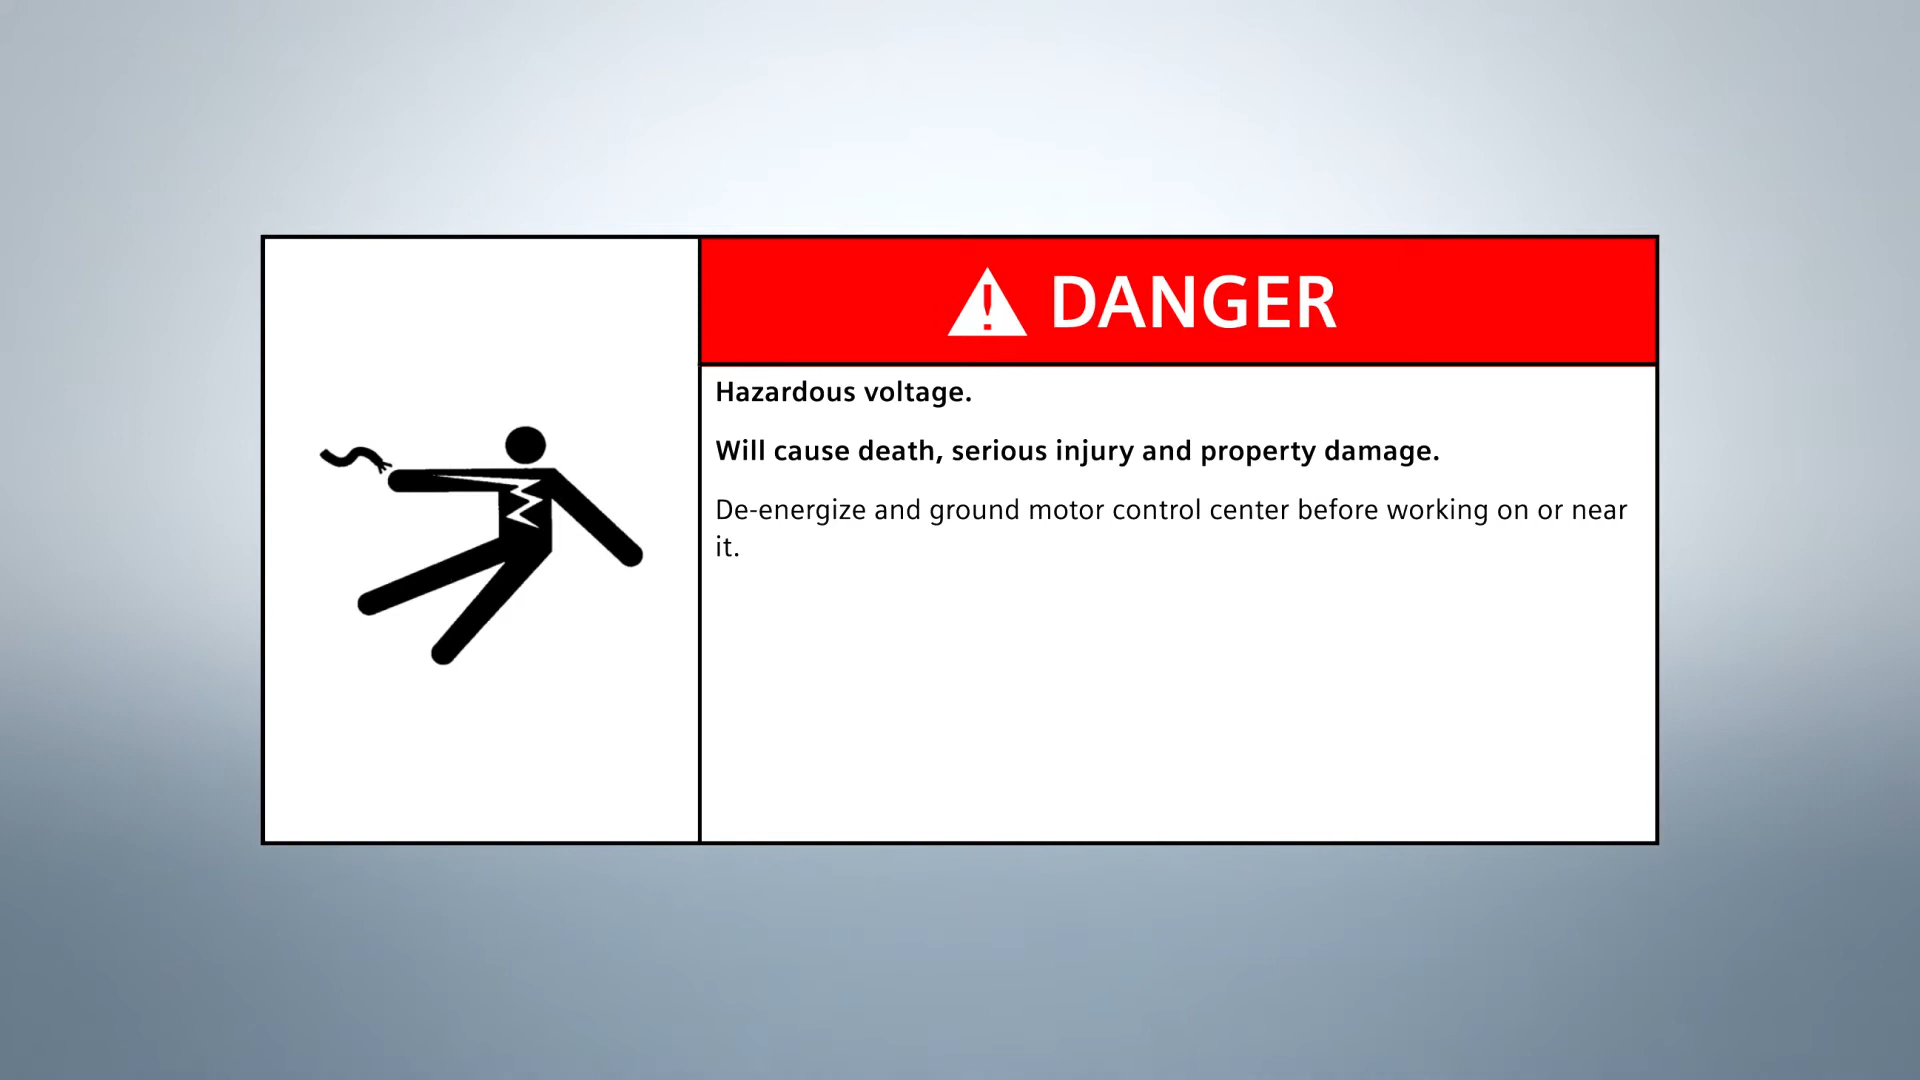 DANGER
Hazardous voltage.
Will cause death, serious injury and property damage.
De-energize and ground motor control center before working on or near
it.